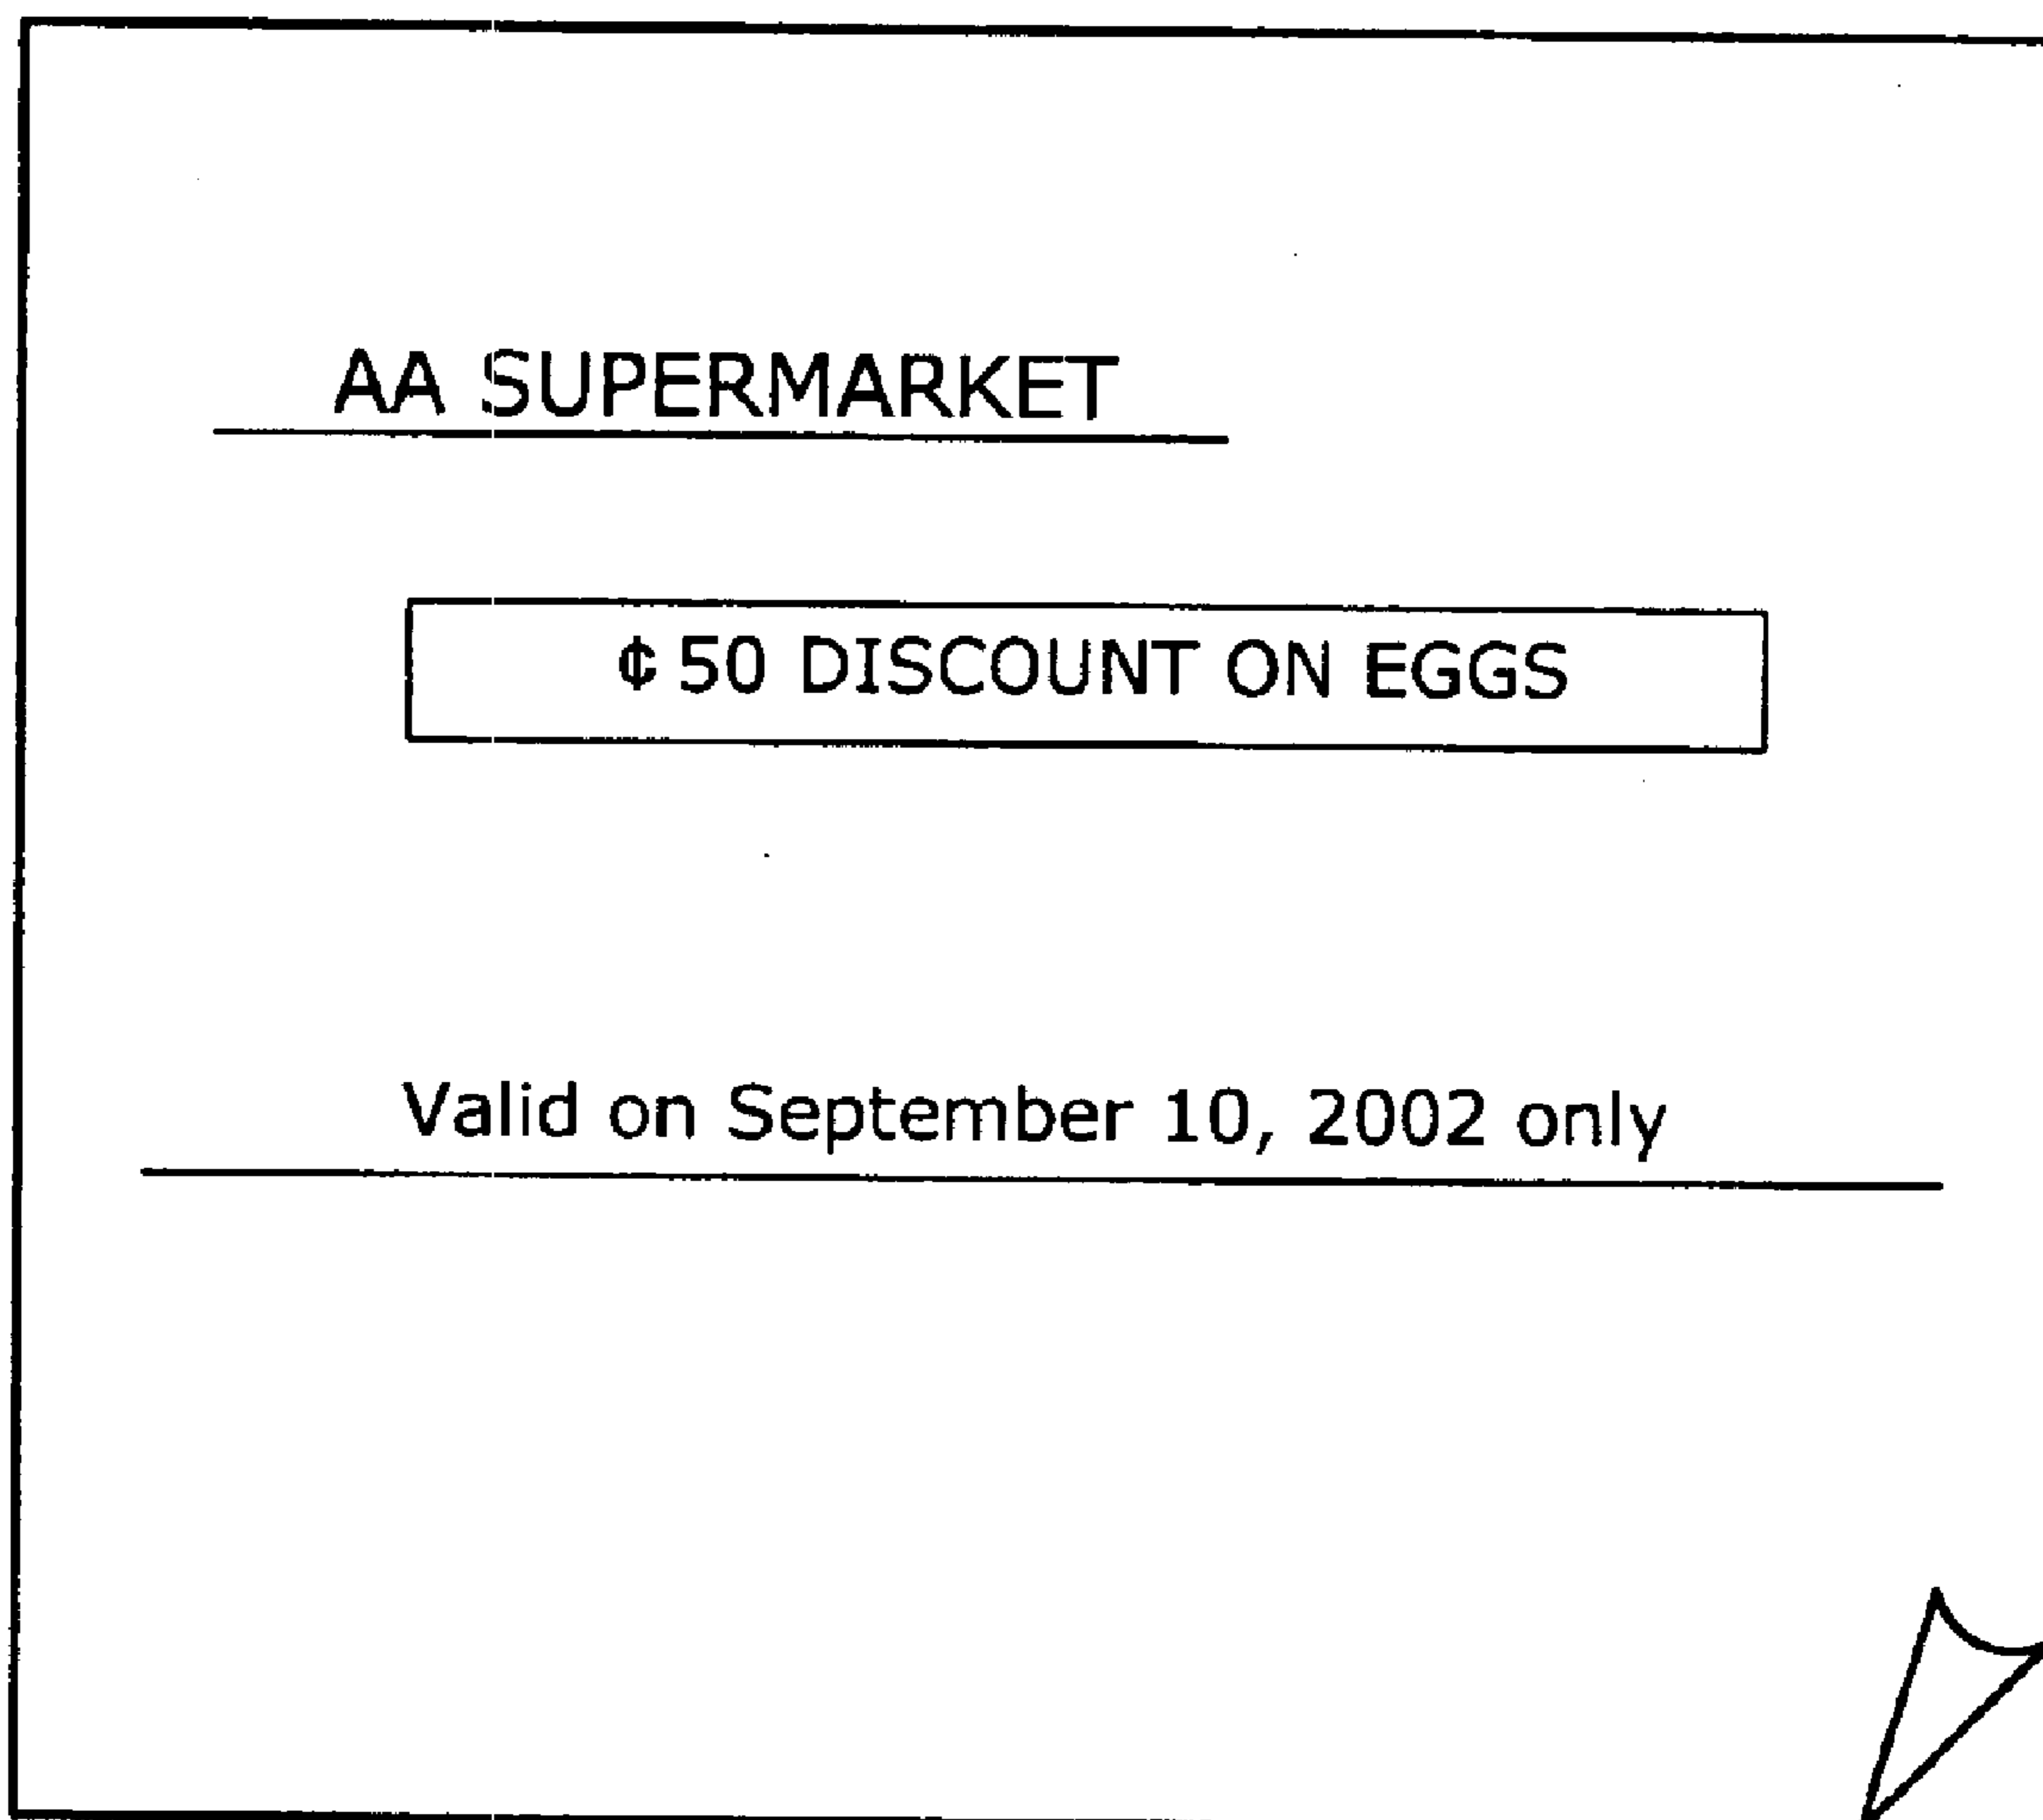 AA SUPERMARKET
¢ 50 DISCOUNT ON EGGS
Valid on September 10, 2002 only